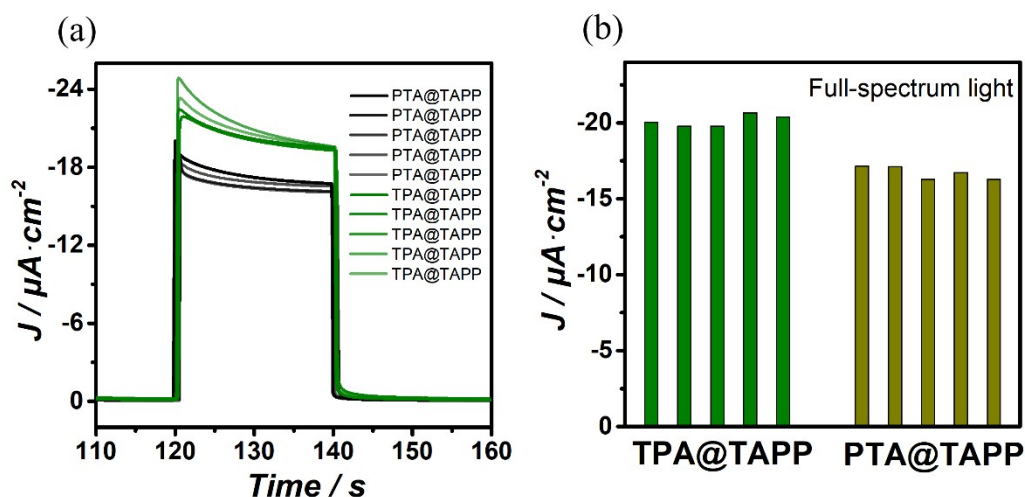 (a)
J / μA·cm-2
-24
-18
-12
-6
0
110 120 130 140 150 160
Time / s
PTA@TAPP
PTA@TAPP
PTA@TAPP
PTA@TAPP
PTA@TAPP
TPA@TAPP
TPA@TAPP
TPA@TAPP
TPA@TAPP
TPA@TAPP
(b)
Full-spectrum light
J / μA·cm-2
-20
-15
-10
-5
0
TPA@TAPP PTA@TAPP